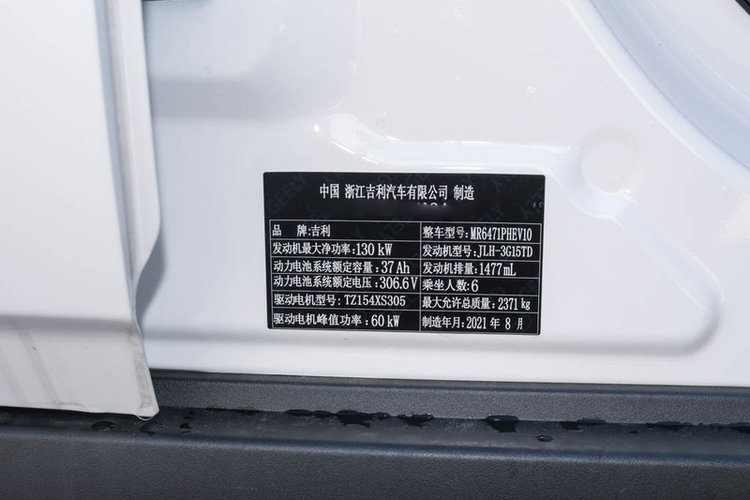 中国 浙江吉利汽车有限公司 制造
品 牌:吉利 整车型号:MR6471PHEV10
发动机最大净功率:130 kW 发动机型号:JLH-3G15TD
动力电池系统额定容量:37 Ah 发动机排量:1477mL
动力电池系统额定电压:306.6V 乘坐人数:6
驱动电机型号:TZ154XS305 最大允许总质量:2371 kg
驱动电机峰值功率:60 kW 制造年月:2021 年 8 月